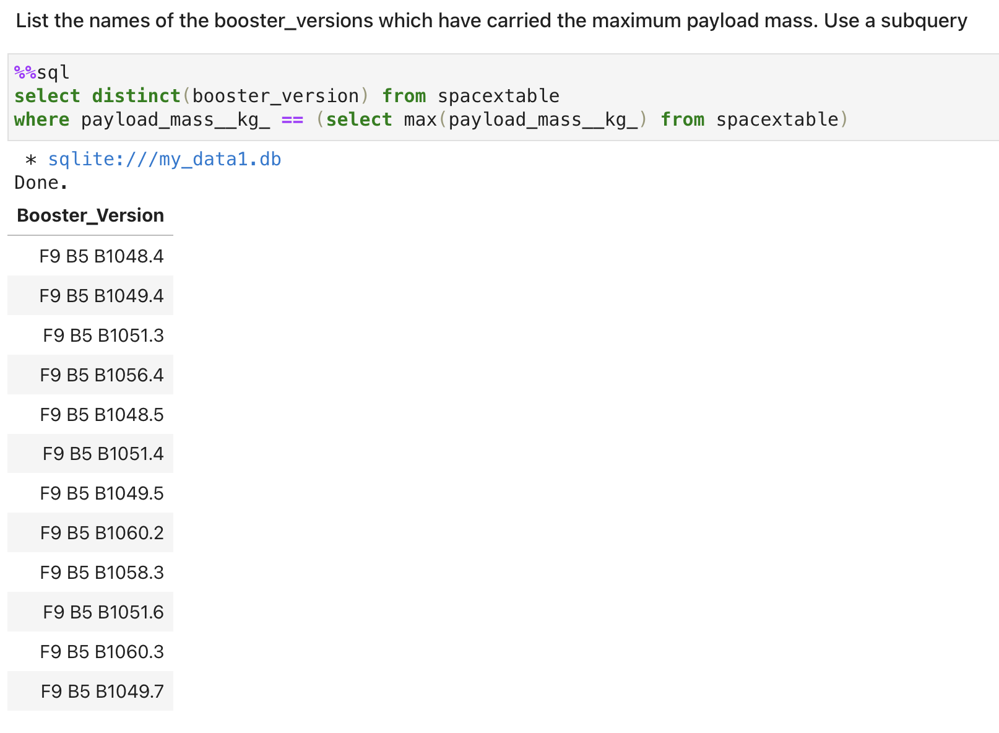 List the names of the booster_versions which have carried the maximum payload mass. Use a subquery
%%sql
select distinct(booster_version) from spacextable
where payload_mass__kg_ == (select max(payload_mass__kg_) from spacextable)
* sqlite:///my_data1.db
Done.
Booster_Version
F9 B5 B1048.4
F9 B5 B1049.4
F9 B5 B1051.3
F9 B5 B1056.4
F9 B5 B1048.5
F9 B5 B1051.4
F9 B5 B1049.5
F9 B5 B1060.2
F9 B5 B1058.3
F9 B5 B1051.6
F9 B5 B1060.3
F9 B5 B1049.7